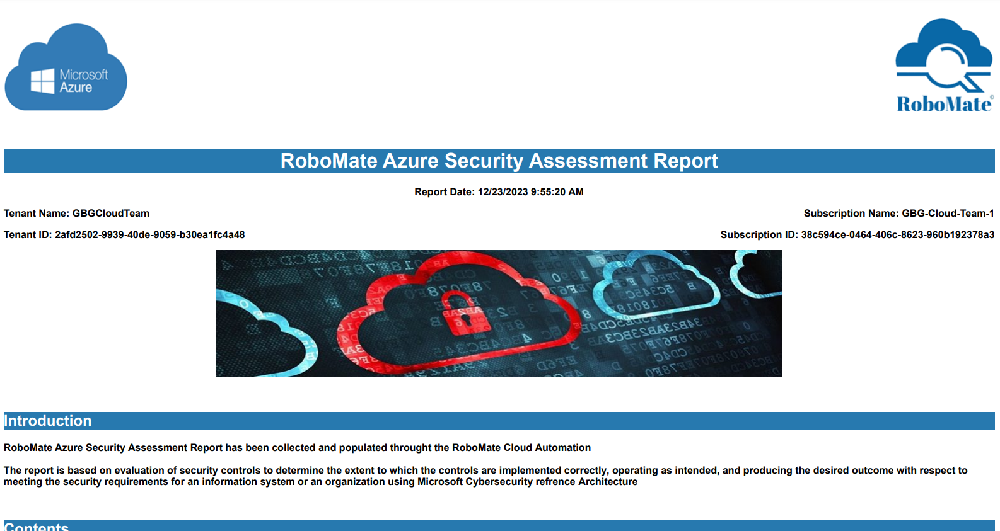 Microsoft
Azure
RoboMate©
RoboMate Azure Security Assessment Report
Report Date: 12/23/2023 9:55:20 AM
Tenant Name: GBGCloudTeam
Subscription Name: GBG-Cloud-Team-1
Tenant ID: 2afd2502-9939-40de-9059-b30ea1fc4a48
Subscription ID: 38c594ce-0464-406c-8623-960b192378a3
Introduction
RoboMate Azure Security Assessment Report has been collected and populated throught the RoboMate Cloud Automation
The report is based on evaluation of security controls to determine the extent to which the controls are implemented correctly, operating as intended, and producing the desired outcome with respect to
meeting the security requirements for an information system or an organization using Microsoft Cybersecurity refrence Architecture
Contents